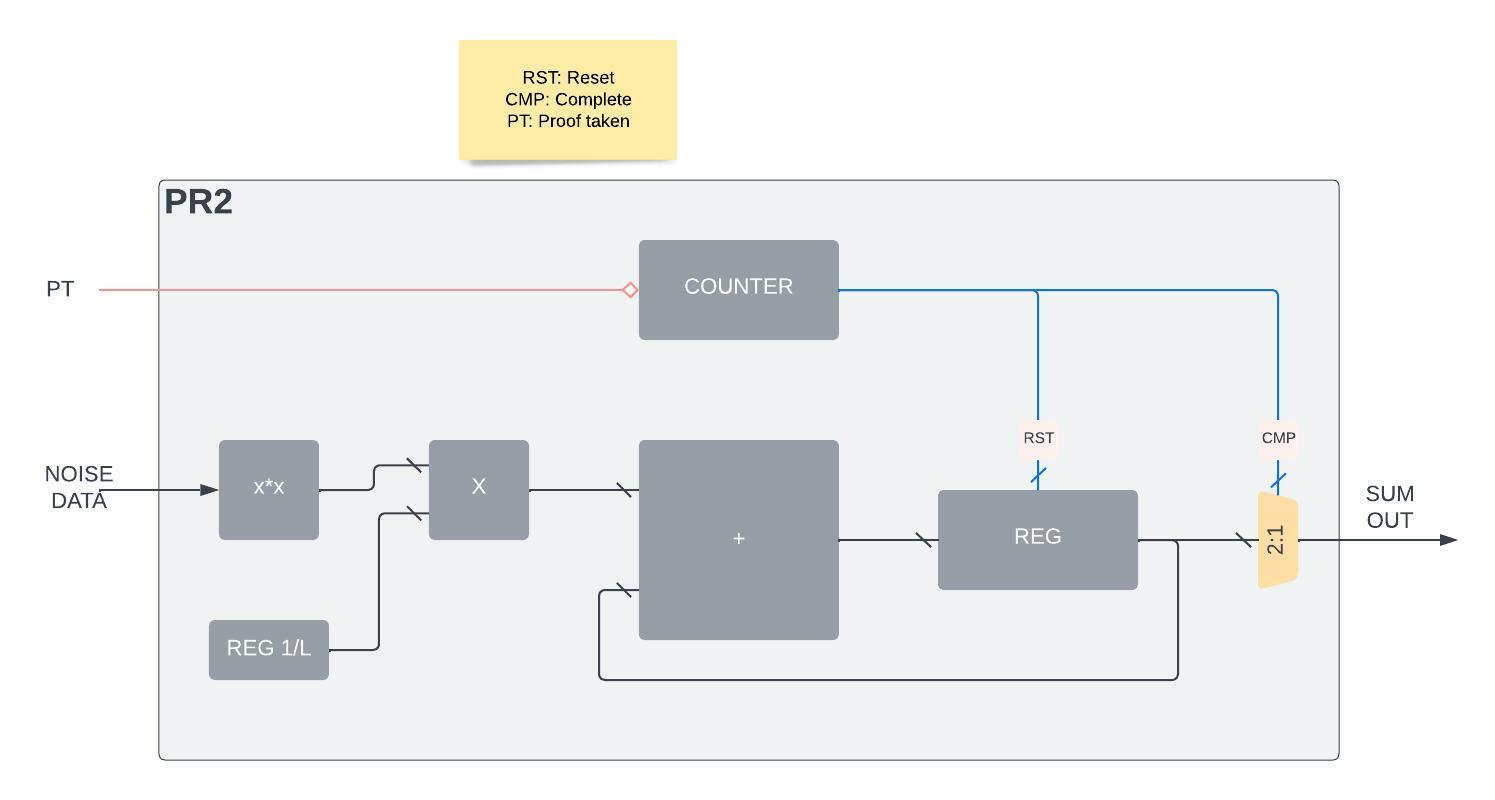 RST: Reset
CMP: Complete
PT: Proof taken
PR2
PT
COUNTER
RST
CMP
NOISE
DATA
x*x
X
+
REG
2:1
SUM
OUT
REG 1/L